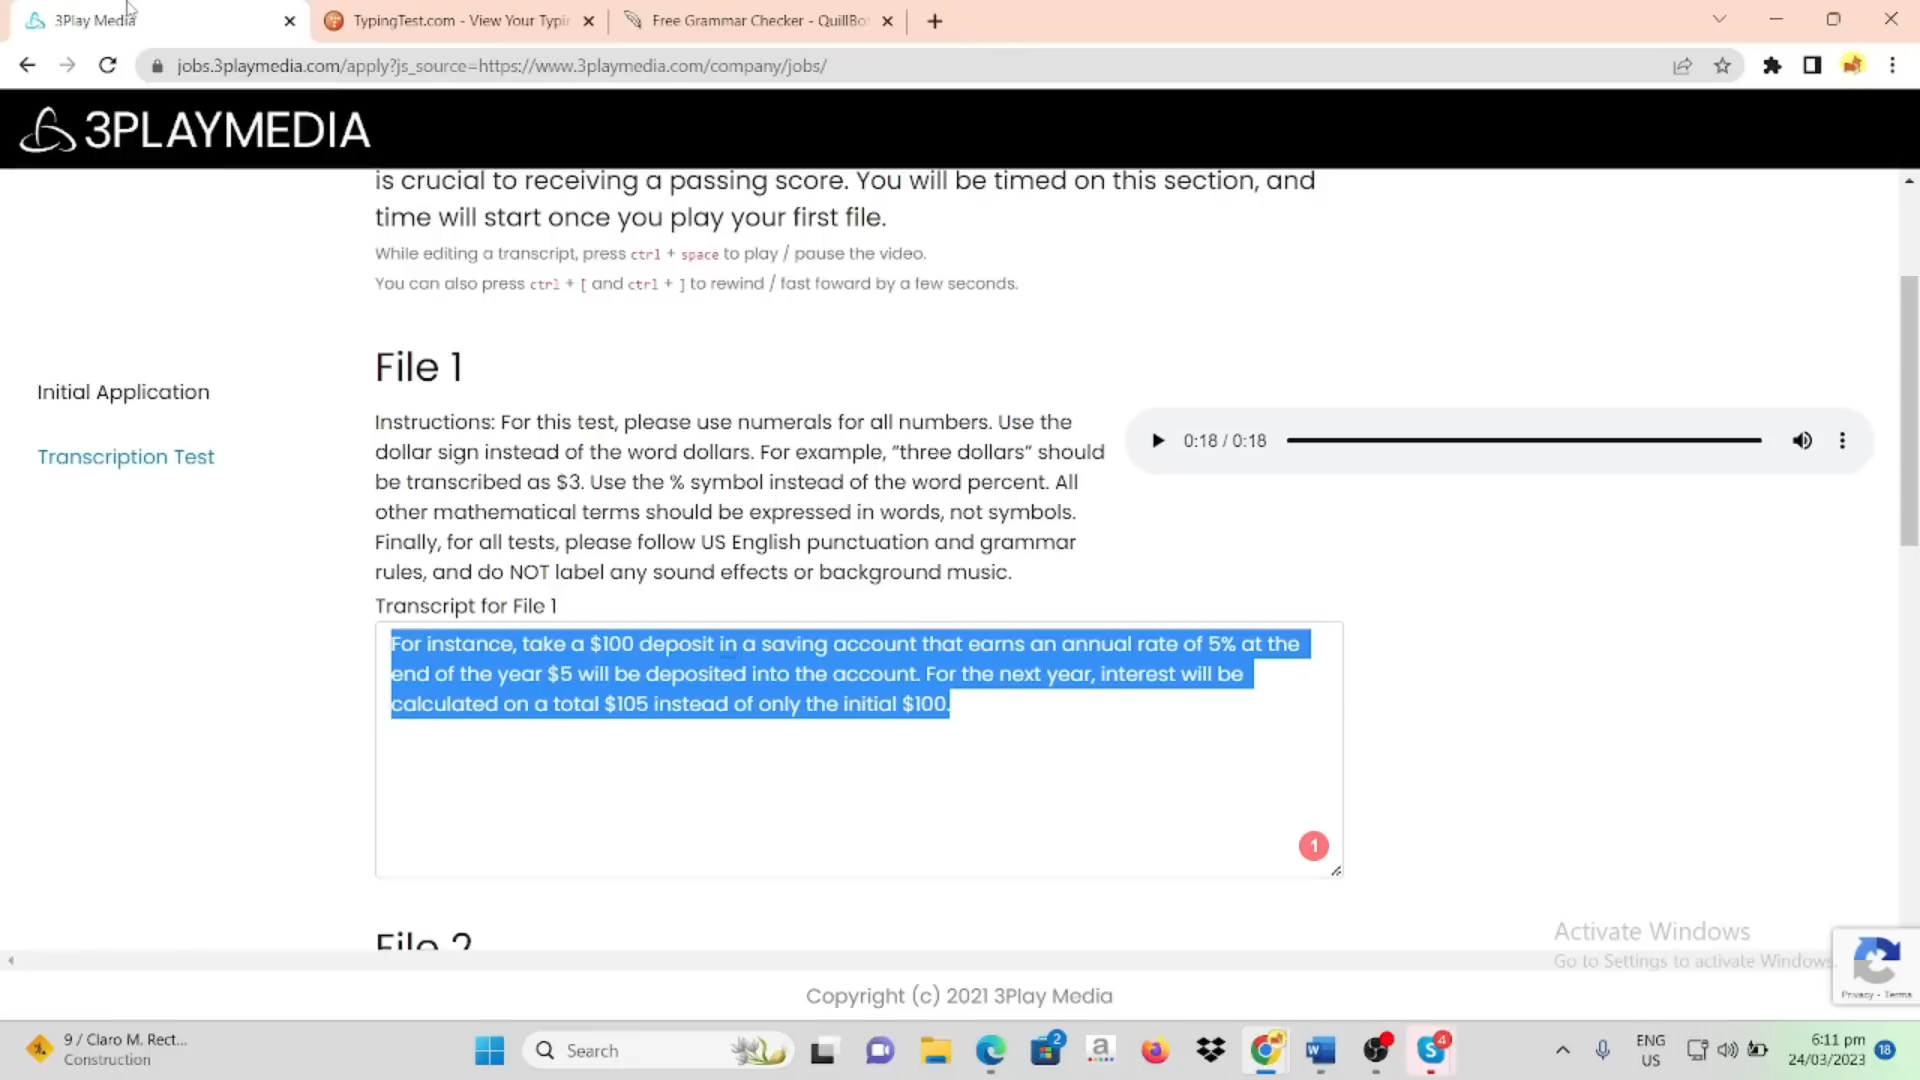 3Play Media
TypingTest.com - View Your Typin
Free Grammar Checker - QuillBo
jobs.3playmedia.com/apply?js_source=https://www.3playmedia.com/company/jobs/
3PLAYMEDIA
is crucial to receiving a passing score. You will be timed on this section, and
time will start once you play your first file.
While editing a transcript, press ctrl + space to play / pause the video.
You can also press ctrl + [ and ctrl + ] to rewind / fast foward by a few seconds.
Initial Application
Transcription Test
File 1
Instructions: For this test, please use numerals for all numbers. Use the
dollar sign instead of the word dollars. For example, “three dollars” should
be transcribed as $3. Use the % symbol instead of the word percent. All
other mathematical terms should be expressed in words, not symbols.
Finally, for all tests, please follow US English punctuation and grammar
rules, and do NOT label any sound effects or background music.
0:18 / 0:18
Transcript for File 1
For instance, take a $100 deposit in a saving account that earns an annual rate of 5% at the
end of the year $5 will be deposited into the account. For the next year, interest will be
calculated on a total $105 instead of only the initial $100.
1
File 2
Activate Windows
Go to Settings to activate Windows.
Privacy - Terms
Copyright (c) 2021 3Play Media
9 / Claro M. Rect...
Construction
Search
2
4
ENG
US
6:11 pm
24/03/2023
18